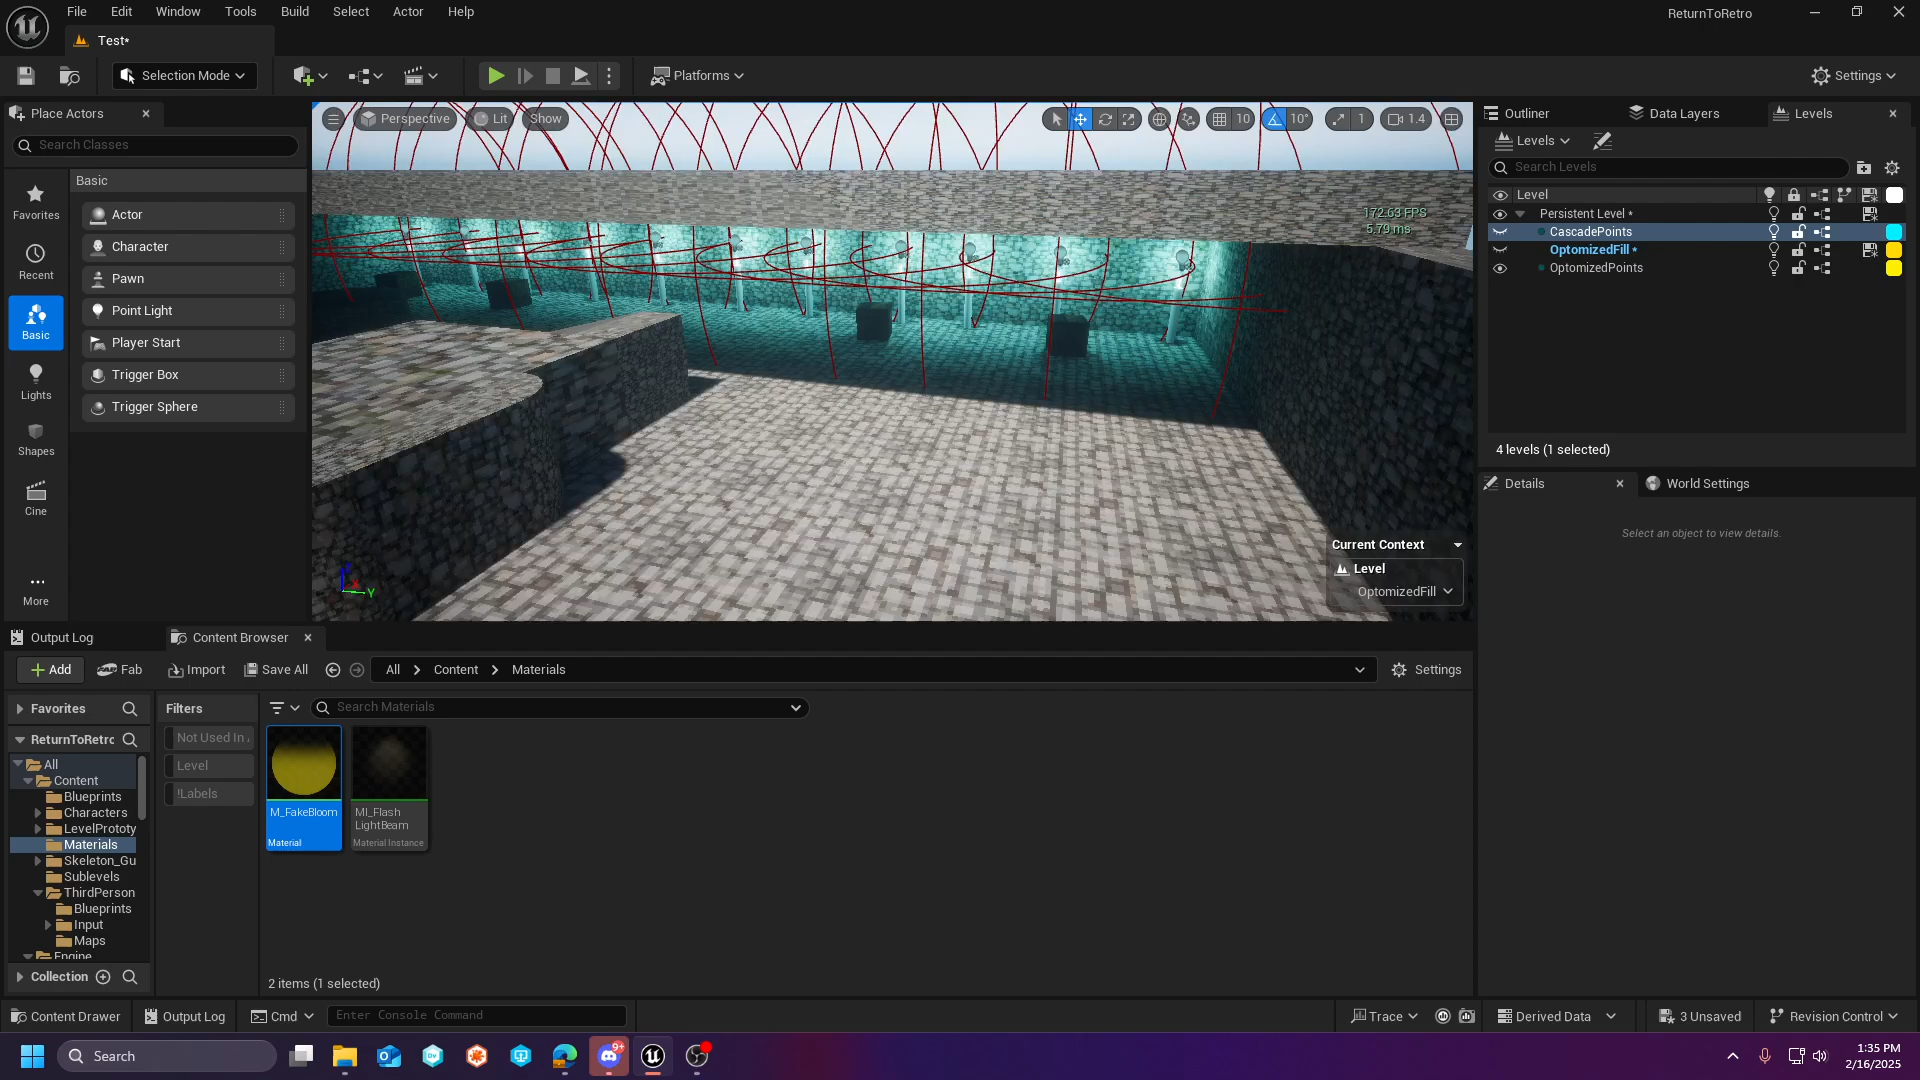 File Edit Window Tools Build Select Actor Help
ReturnToRetro
Test*
Selection Mode
Platforms
Settings
Place Actors
Search Classes
Basic
Favorites
Recent
Basic
Lights
Shapes
Cine
More
Actor
Character
Pawn
Point Light
Player Start
Trigger Box
Trigger Sphere
Perspective Lit Show
10 10° 1 1.4
172.63 FPS
5.79 ms
X
Y
Current Context
Level
OptomizedFill
Outliner Data Layers Levels
Levels
Search Levels
Level
Persistent Level *
CascadePoints
OptomizedFill *
OptomizedPoints
4 levels (1 selected)
Details World Settings
Select an object to view details.
Output Log Content Browser
Add Fab Import Save All All Content Materials Settings
Favorites
ReturnToRetro
All
Content
Blueprints
Characters
LevelPrototy
Materials
Skeleton_Gu
Sublevels
ThirdPerson
Blueprints
Input
Maps
Engine
Collection
Filters
Not Used In
Level
!Labels
Search Materials
M_FakeBloom
Material
MI_Flash
LightBeam
Material Instance
2 items (1 selected)
Content Drawer Output Log Cmd Enter Console Command Trace Derived Data 3 Unsaved Revision Control
Search
9+
1:35 PM
2/16/2025